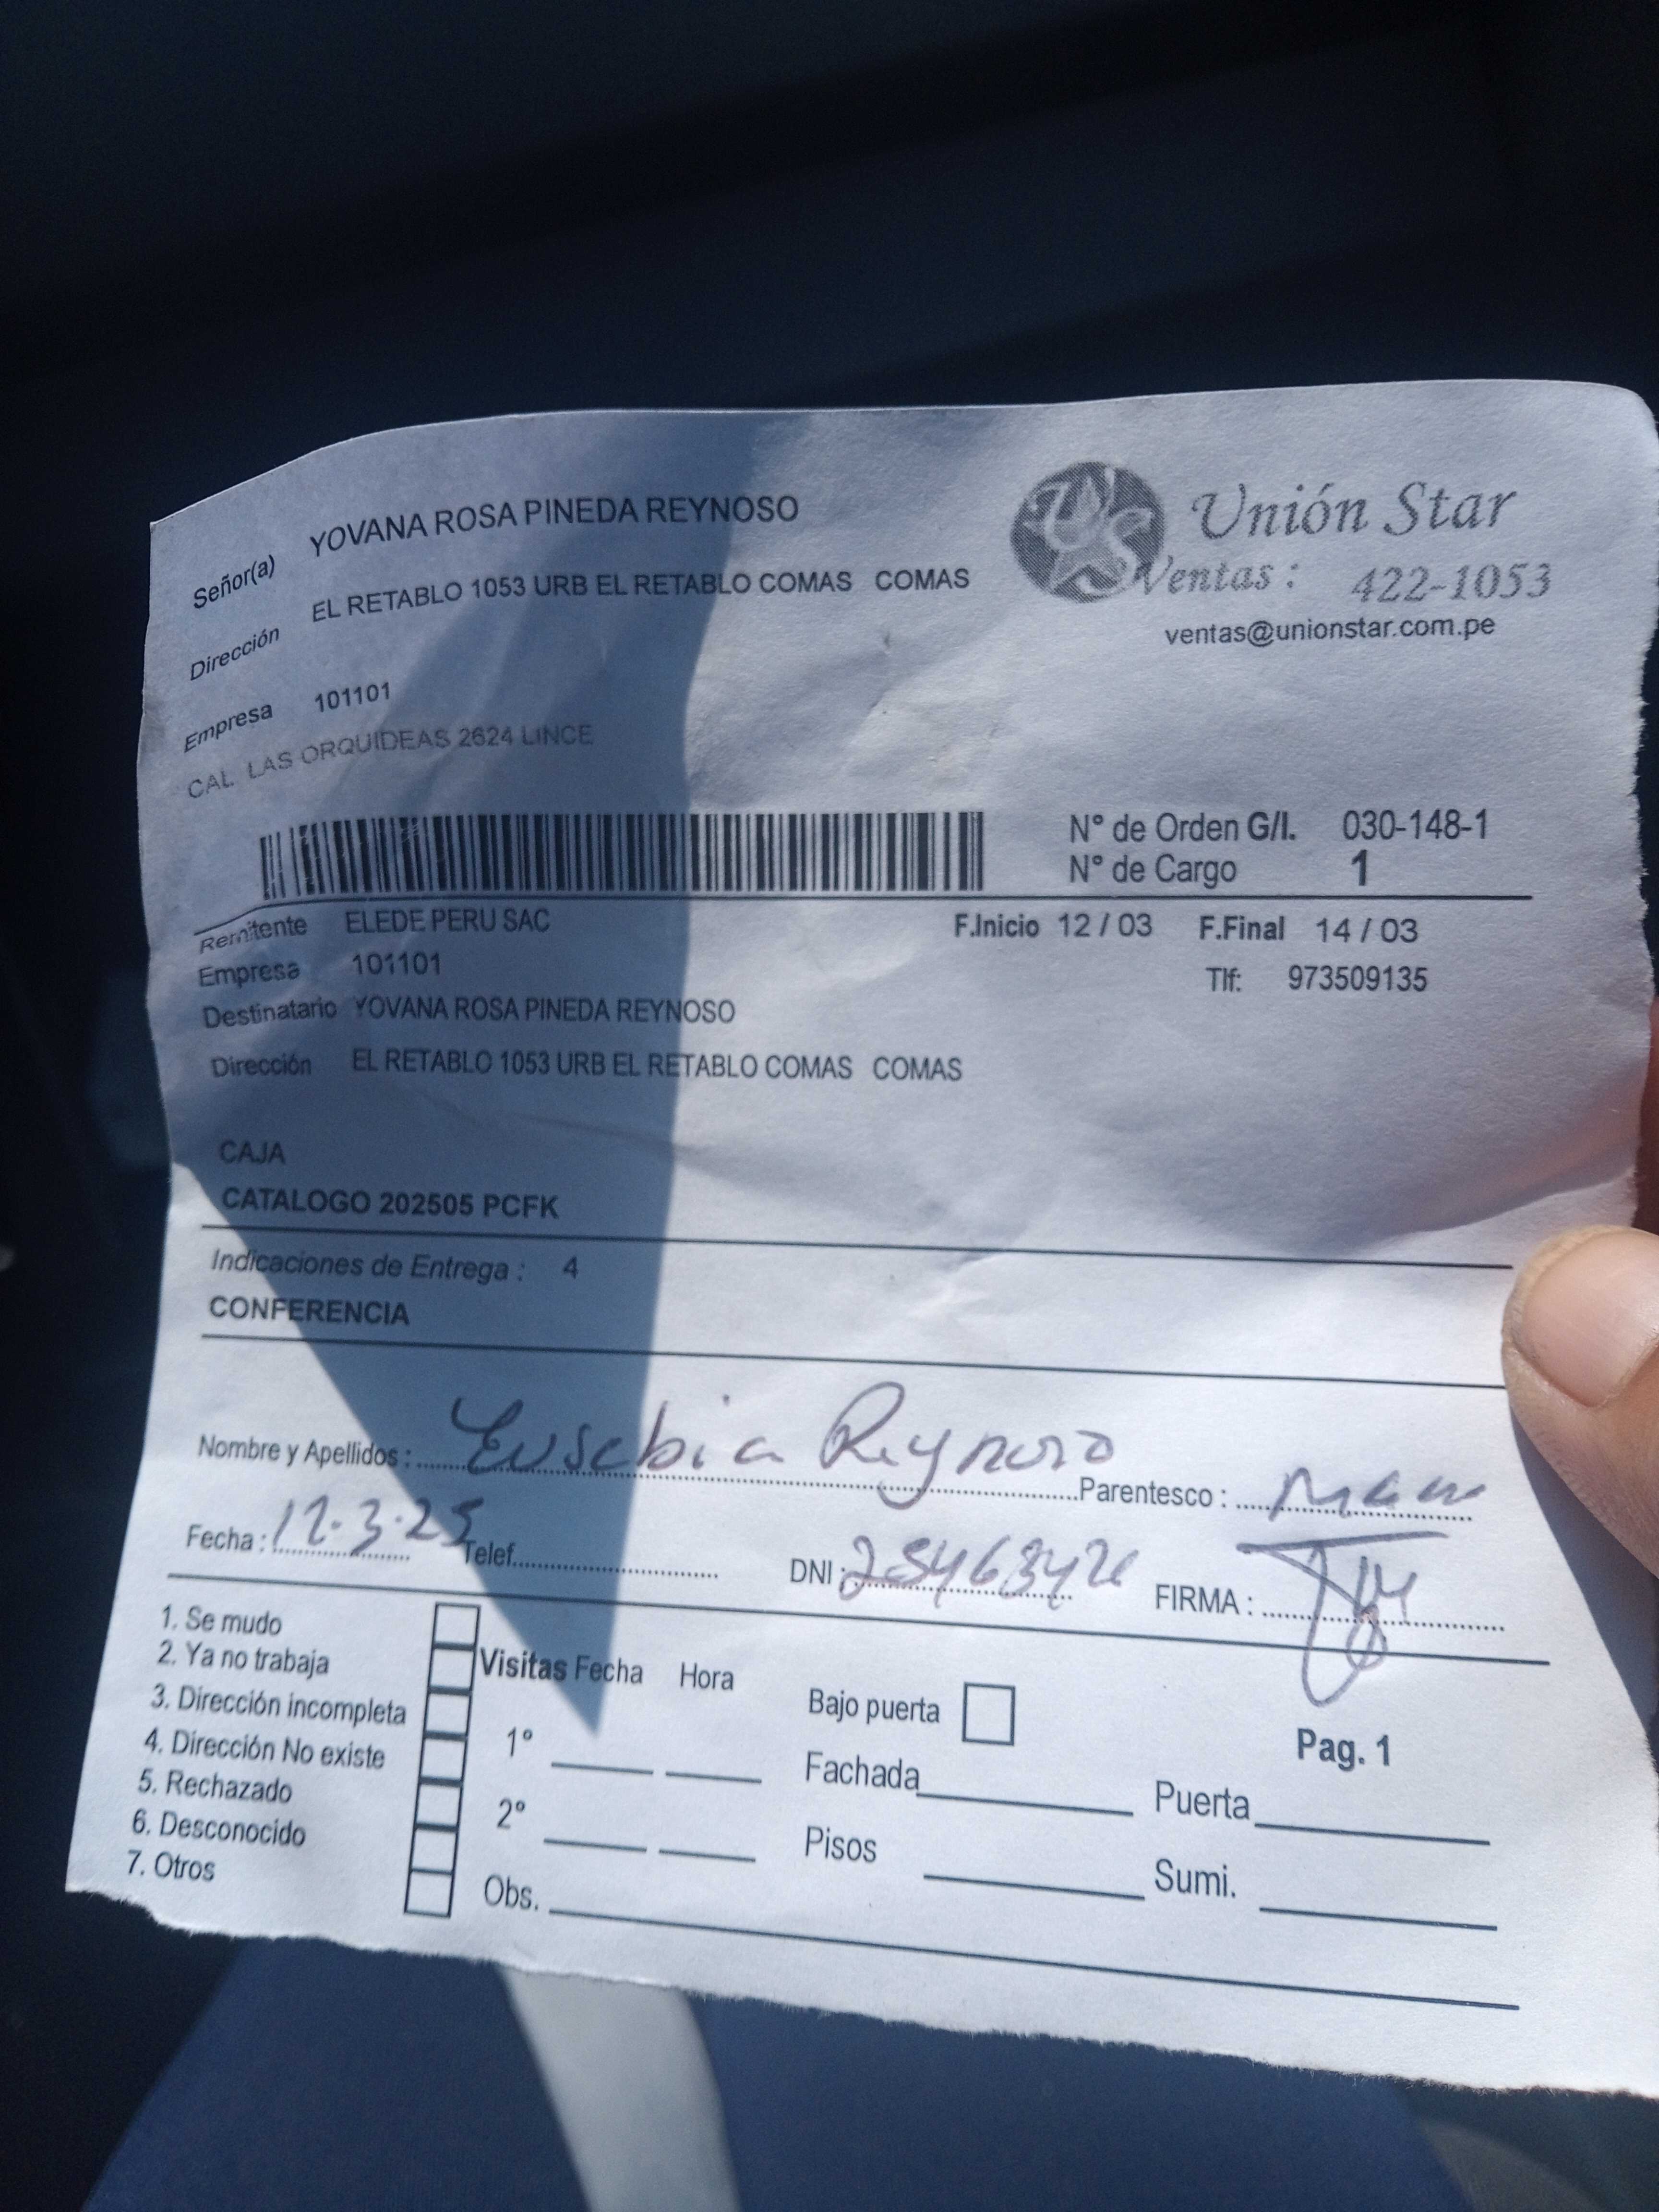 Señor(a) YOVANA ROSA PINEDA REYNOSO
Dirección EL RETABLO 1053 URB EL RETABLO COMAS COMAS
Empresa 101101
CAL LAS ORQUIDEAS 2624 LINCE
US
Unión Star
Ventas : 422-1053
ventas@unionstar.com.pe
N° de Orden G/I. 030-148-1
N° de Cargo 1
Remitente ELEDE PERU SAC F.Inicio 12 / 03 F.Final 14 / 03
Empresa 101101 Tlf: 973509135
Destinatario YOVANA ROSA PINEDA REYNOSO
Dirección EL RETABLO 1053 URB EL RETABLO COMAS COMAS
CAJA
CATALOGO 202505 PCFK
Indicaciones de Entrega : 4
CONFERENCIA
Nombre y Apellidos : Eusebia Reynoso Parentesco :
Fecha : 12.3.25 Telef. DNI : FIRMA :
1. Se mudo
2. Ya no trabaja
3. Dirección incompleta
4. Dirección No existe
5. Rechazado
6. Desconocido
7. Otros
Visitas Fecha Hora
1°
2°
Obs.
Bajo puerta
Fachada
Pisos
Pag. 1
Puerta
Sumi.